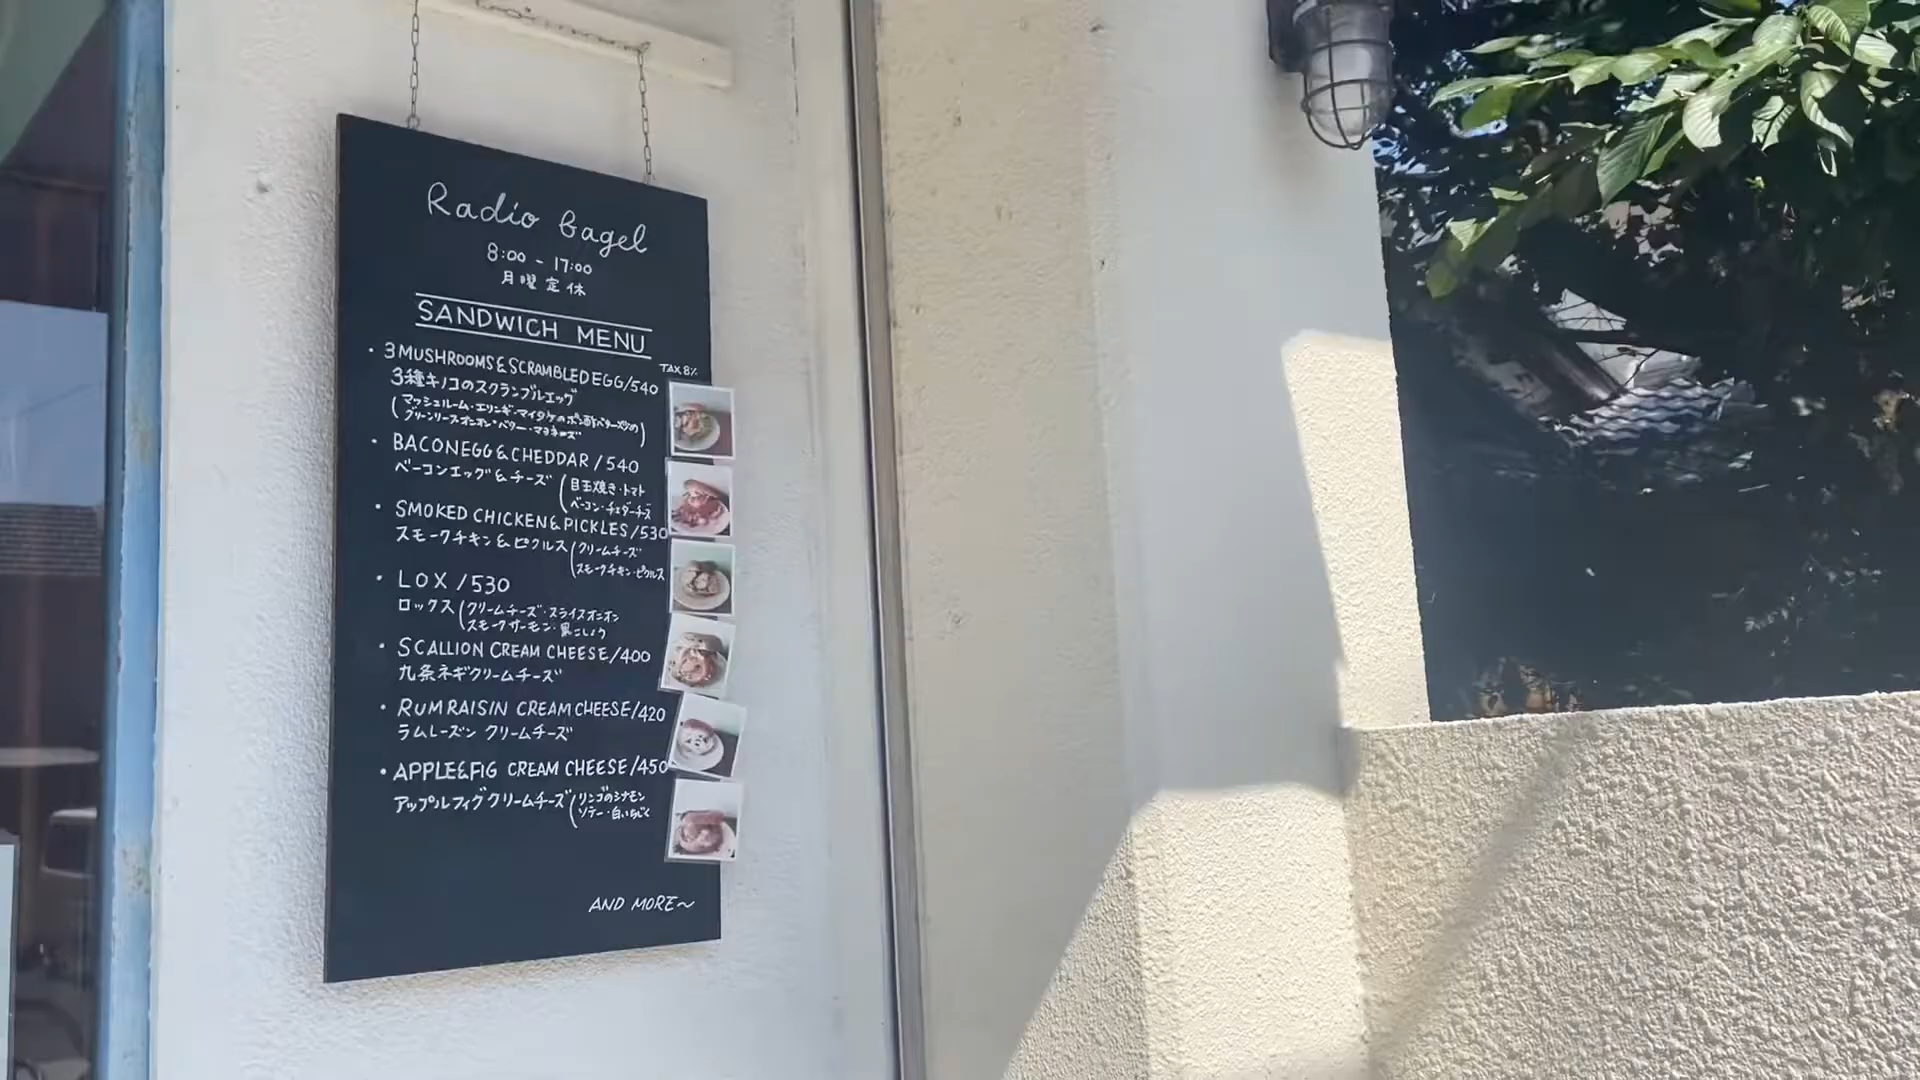 Radio Bagel
8:00 - 17:00
月曜定休
SANDWICH MENU
TAX 8%
・3 MUSHROOMS & SCRAMBLED EGG/540
3種キノコのスクランブルエッグ
(マッシュルーム・エリンギ・マイタケのポン酢バターソテー
グリーンリーフ・オニオン・バター・マヨネーズ)
・BACON EGG & CHEDDAR/540
ベーコンエッグ&チーズ(目玉焼き・トマト
ベーコン・チェダーチーズ
・SMOKED CHICKEN & PICKLES/530
スモークチキン&ピクルス(クリームチーズ
スモークチキン・ピクルス
・LOX/530
ロックス(クリームチーズ・スライスオニオン
スモークサーモン・黒こしょう
・SCALLION CREAM CHEESE/400
九条ネギクリームチーズ
・RUM RAISIN CREAM CHEESE/420
ラムレーズン クリームチーズ
・APPLE & FIG CREAM CHEESE/450
アップルフィグクリームチーズ(リンゴのシナモン
ソテー・白いちじく
AND MORE~